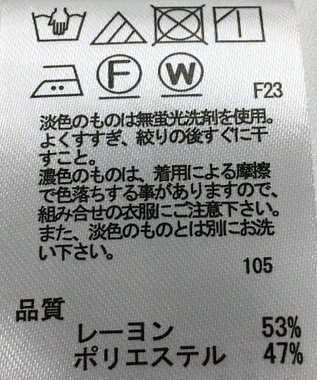 F
W
F23
淡色のものは無蛍光洗剤を使用。
よくすすぎ、絞りの後すぐに干
すこと。
濃色のものは、着用による摩擦
で色落ちする事がありますので、
組み合せの衣服にご注意下さい。
また、淡色のものとは別にお洗
い下さい。
105
品質
レーヨン 53%
ポリエステル 47%